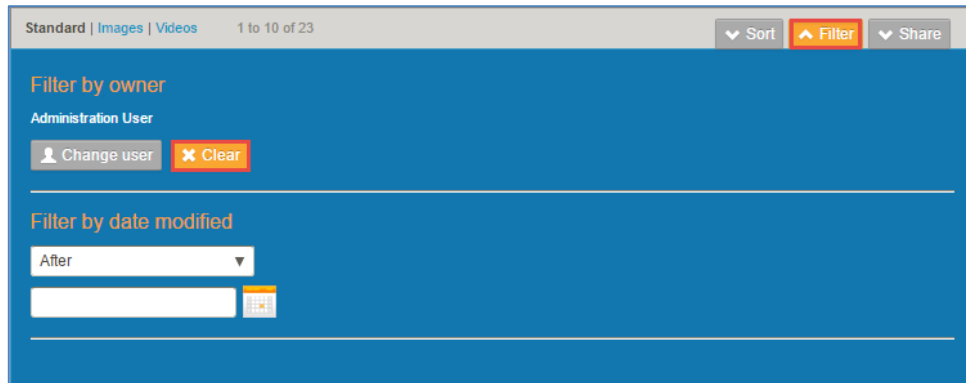 Standard | Images | Videos 1 to 10 of 23 Sort Filter Share
Filter by owner
Administration User
Change user Clear
Filter by date modified
After